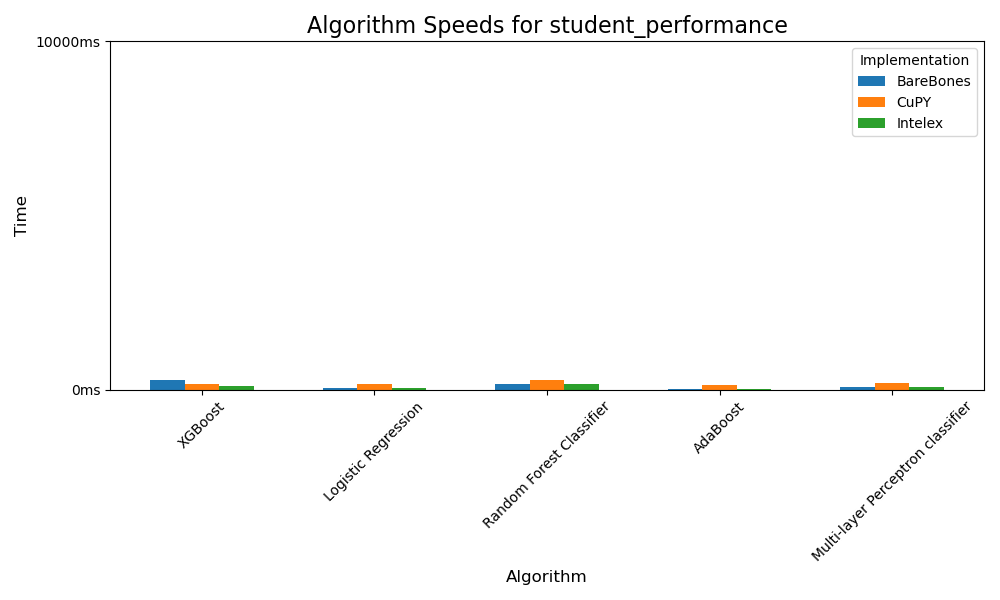 Algorithm Speeds for student_performance
10000ms
Implementation
BareBones
CuPY
Intelex
Time
0ms
XGBoost
Logistic Regression
Random Forest Classifier
AdaBoost
Multi-layer Perceptron classifier
Algorithm